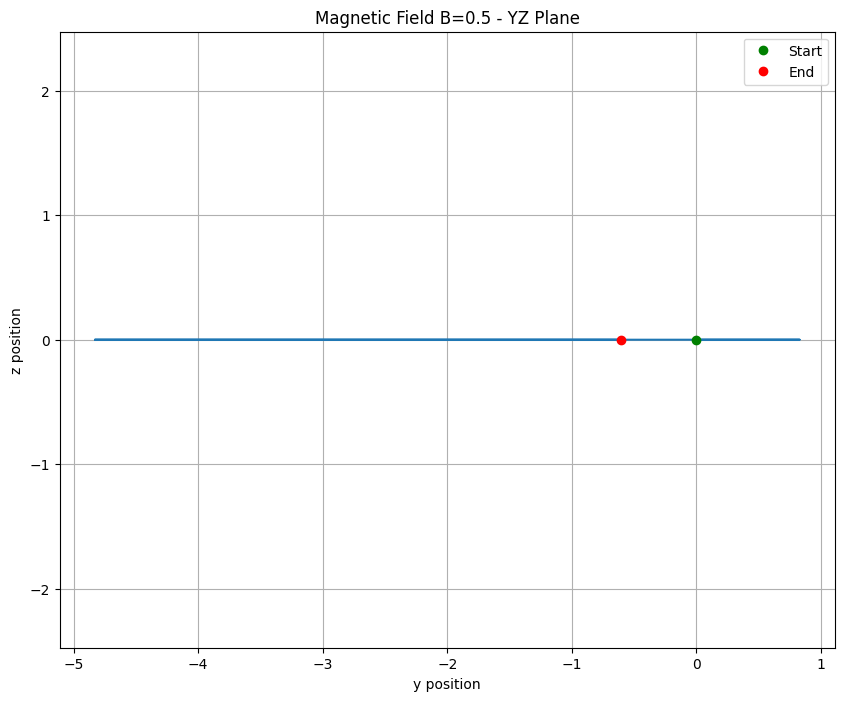 Magnetic Field B=0.5 - YZ Plane
Start
End
2
1
0
−1
−2
z position
−5
−4
−3
−2
−1
0
1
y position